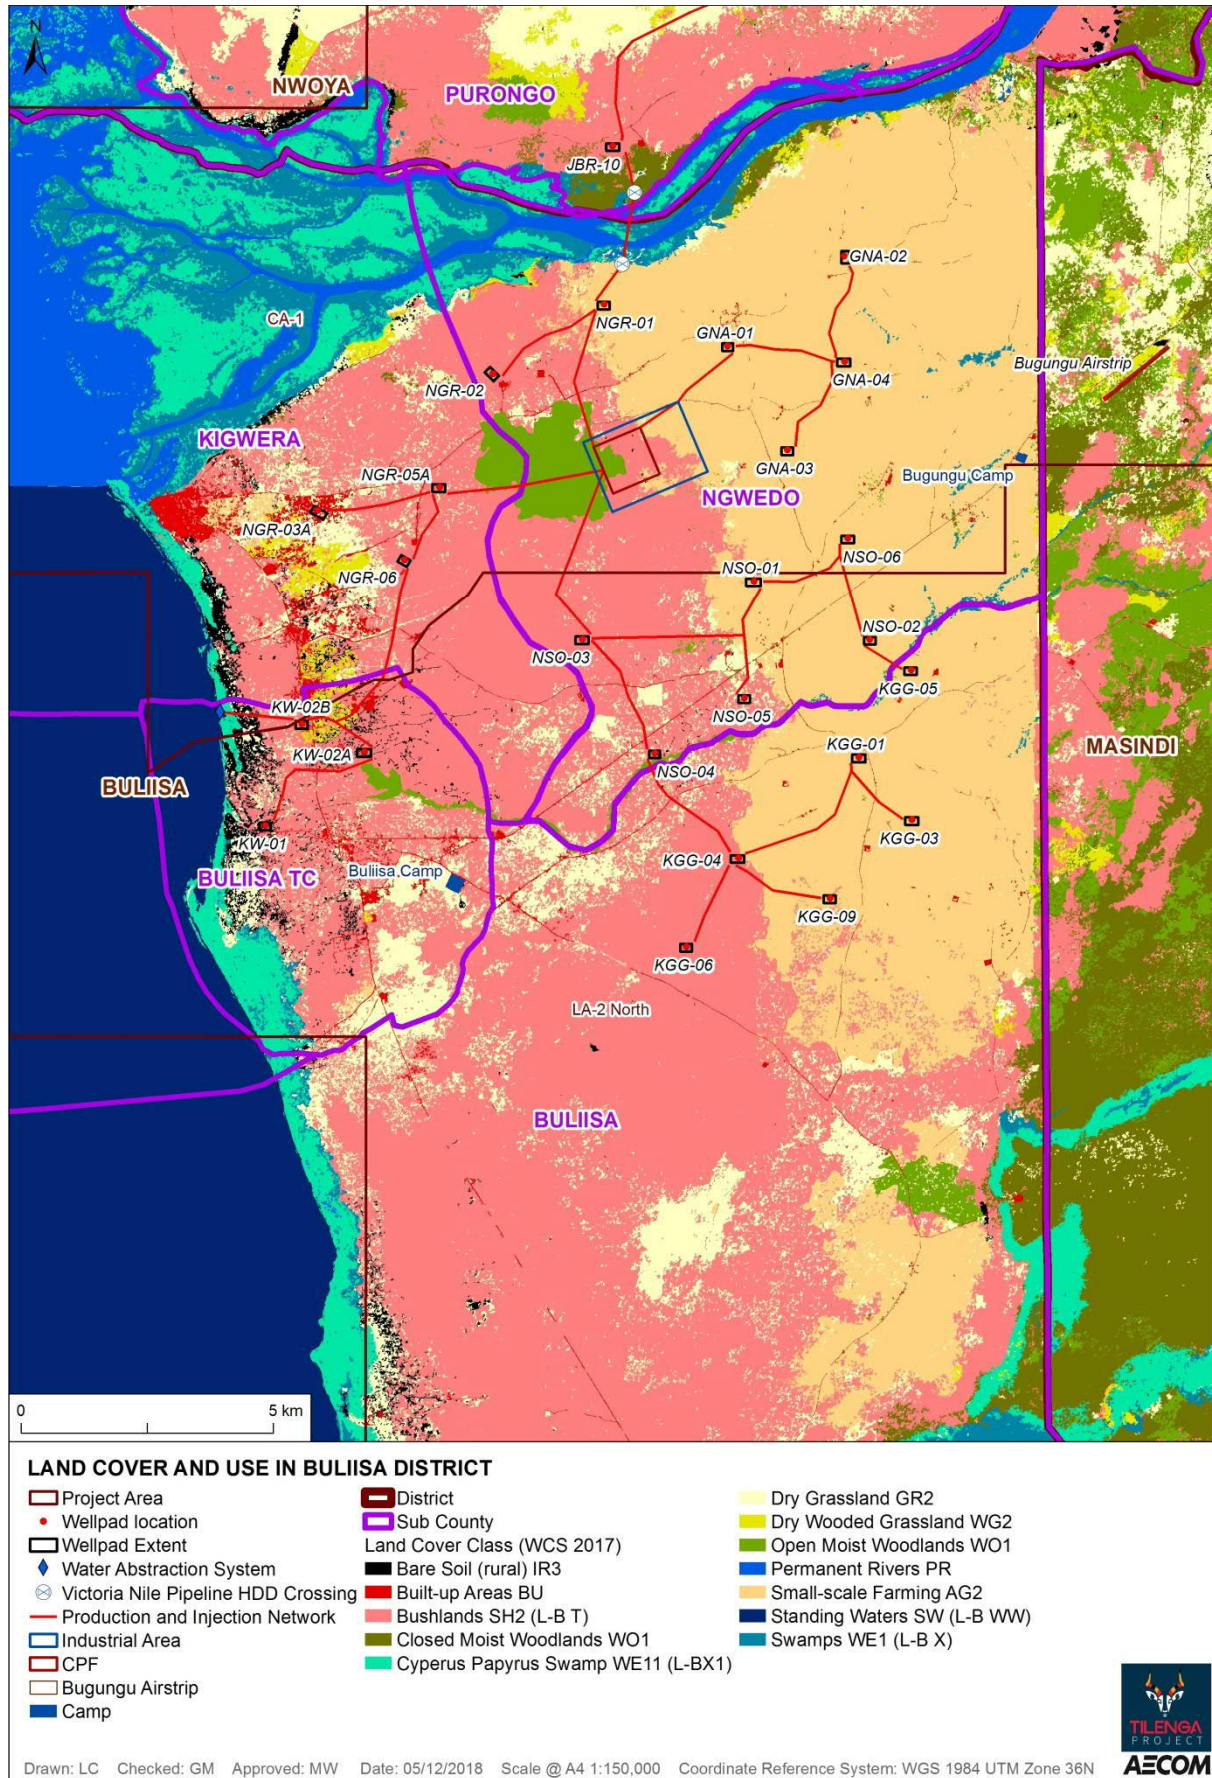 N
NWOYA
PURONGO
JBR-10
GNA-02
CA-1
NGR-01
GNA-01
GNA-04
Bugungu Airstrip
NGR-02
KIGWERA
GNA-03
NGR-05A
Bugungu Camp
NGWEDO
NGR-03A
NSO-06
NGR-06
NSO-01
NSO-02
NSO-03
KGG-05
KW-02B
NSO-05
KGG-01
MASINDI
KW-02A
NSO-04
BULIISA
KGG-03
KW-01
KGG-04
BULIISA TC
Buliisa Camp
KGG-09
KGG-06
LA-2 North
BULIISA
0 5 km
LAND COVER AND USE IN BULIISA DISTRICT
Project Area
Wellpad location
Wellpad Extent
Water Abstraction System
Victoria Nile Pipeline HDD Crossing
Production and Injection Network
Industrial Area
CPF
Bugungu Airstrip
Camp
District
Sub County
Land Cover Class (WCS 2017)
Bare Soil (rural) IR3
Built-up Areas BU
Bushlands SH2 (L-B T)
Closed Moist Woodlands WO1
Cyperus Papyrus Swamp WE11 (L-BX1)
Dry Grassland GR2
Dry Wooded Grassland WG2
Open Moist Woodlands WO1
Permanent Rivers PR
Small-scale Farming AG2
Standing Waters SW (L-B WW)
Swamps WE1 (L-B X)
TILENGA
PROJECT
AECOM
Drawn: LC Checked: GM Approved: MW Date: 05/12/2018 Scale @ A4 1:150,000 Coordinate Reference System: WGS 1984 UTM Zone 36N